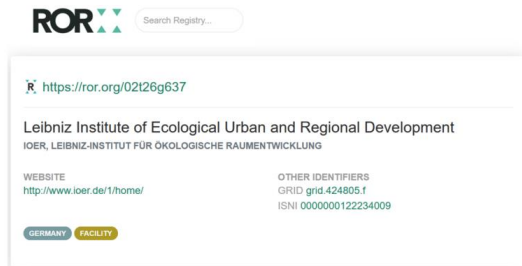 ROR
Search Registry...
R https://ror.org/02t26g637
Leibniz Institute of Ecological Urban and Regional Development
IOER, LEIBNIZ-INSTITUT FÜR ÖKOLOGISCHE RAUMENTWICKLUNG
WEBSITE
http://www.ioer.de/1/home/
OTHER IDENTIFIERS
GRID grid.424805.f
ISNI 0000000122234009
GERMANY FACILITY